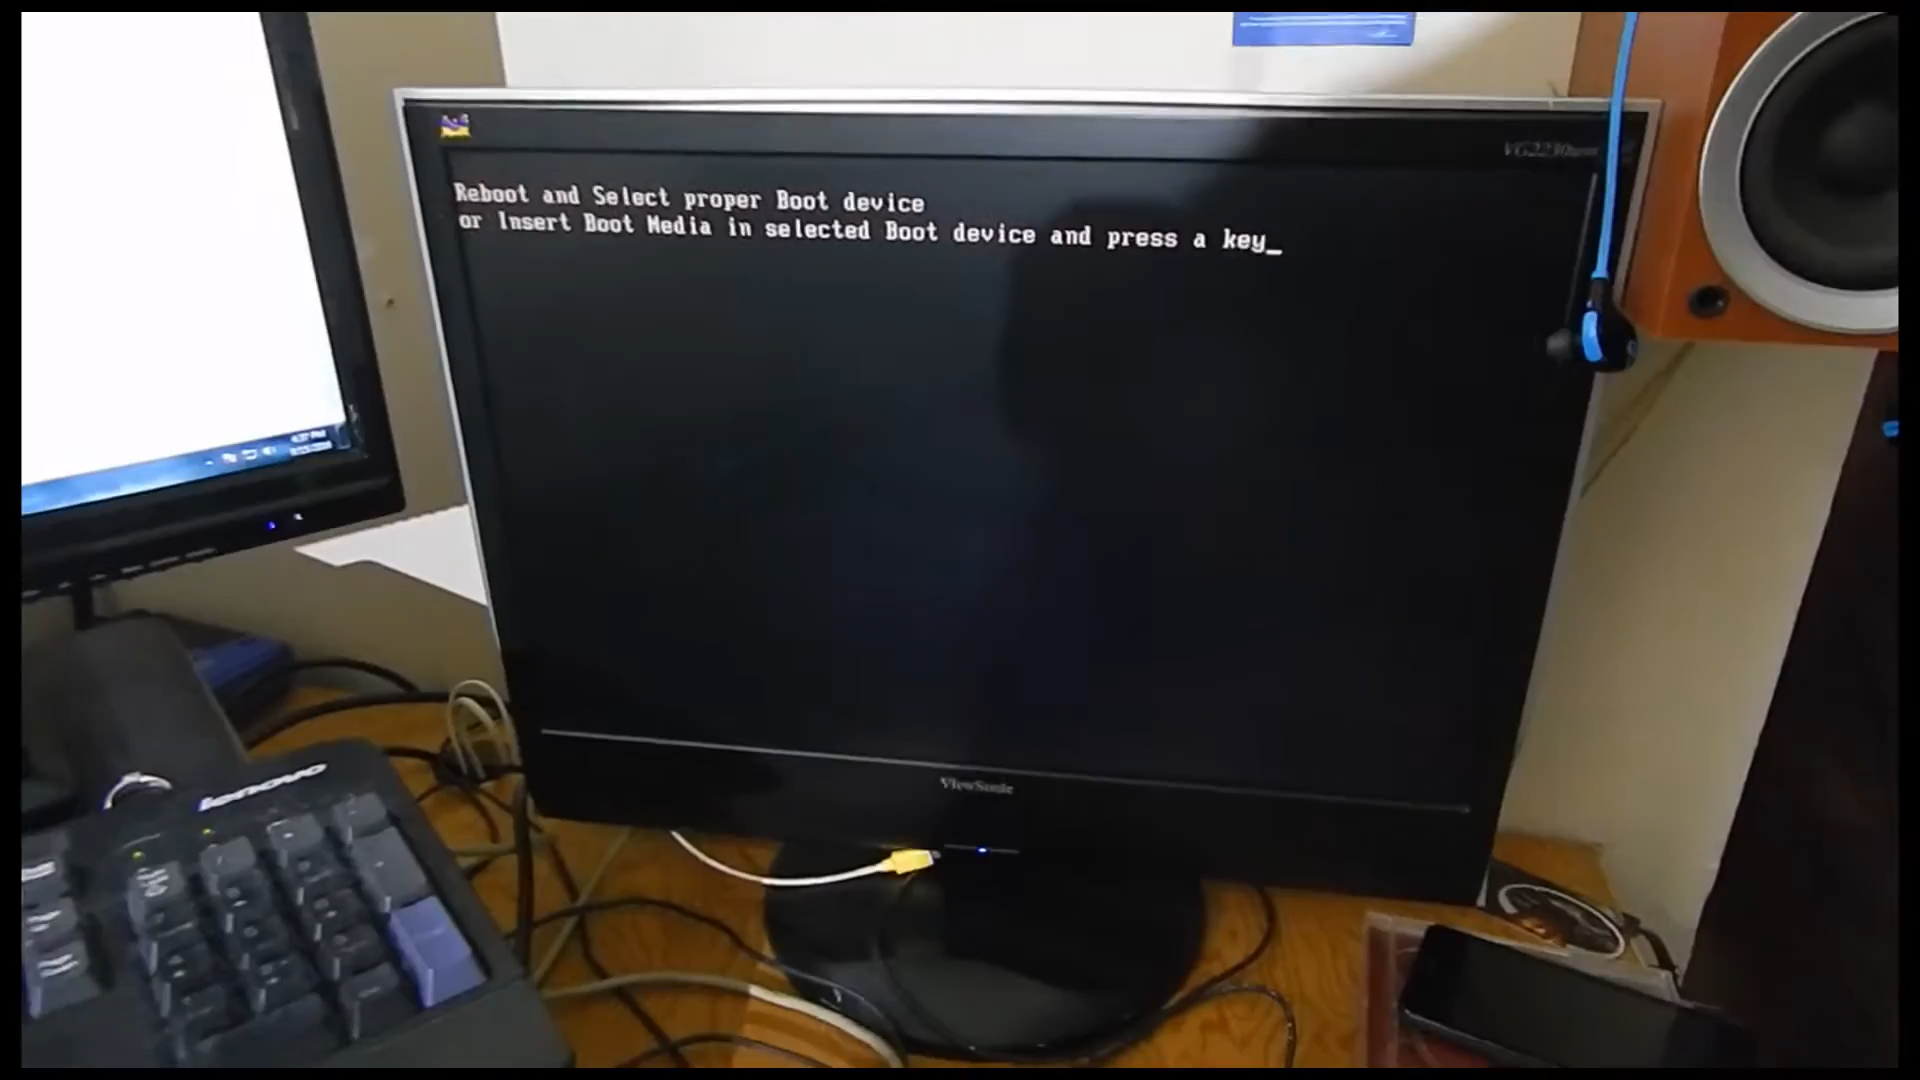 Reboot and Select proper Boot device
or Insert Boot Media in selected Boot device and press a key_
ViewSonic
lenovo